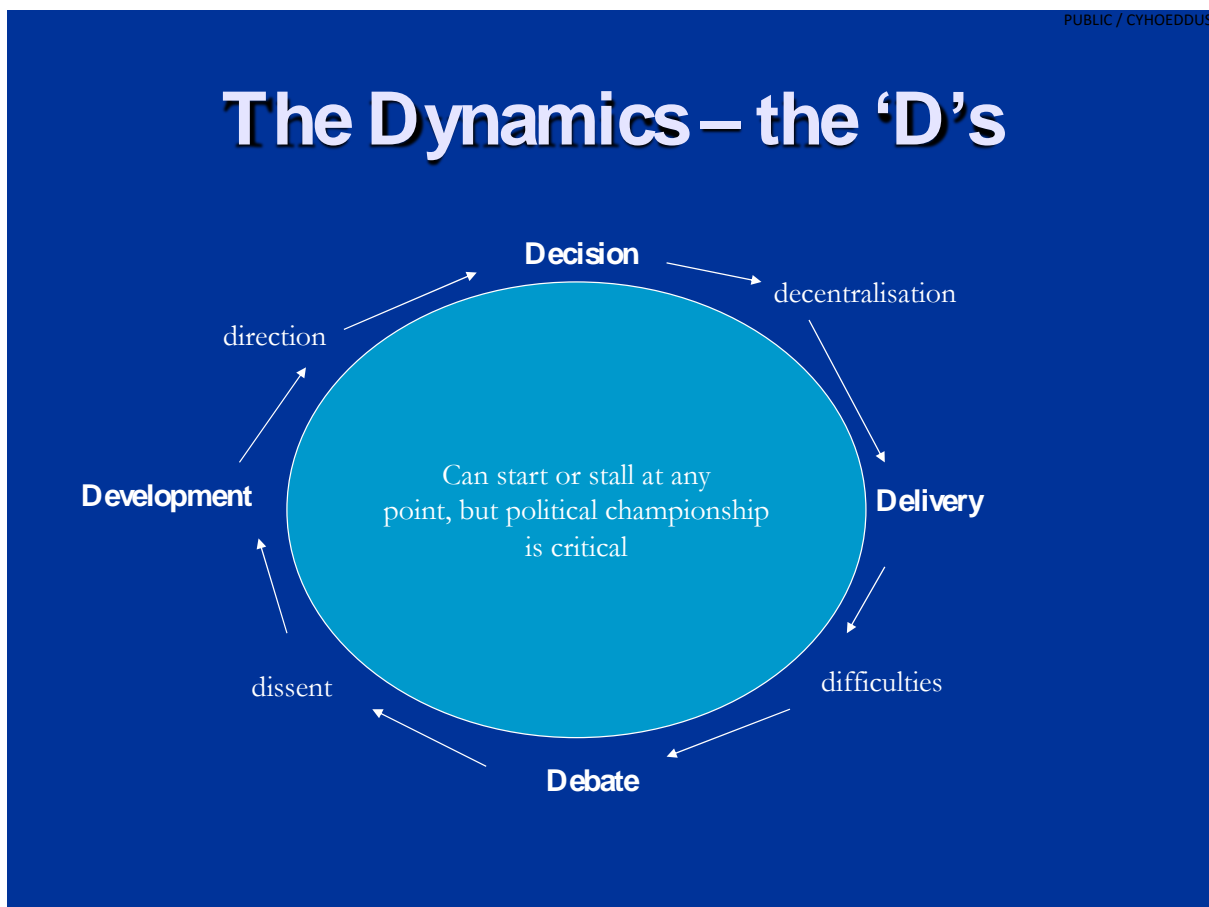 PUBLIC / CYHOEDDUS
The Dynamics – the ‘D’s
Decision
decentralisation
direction
Can start or stall at any
point, but political championship
is critical
Development
Delivery
dissent
difficulties
Debate